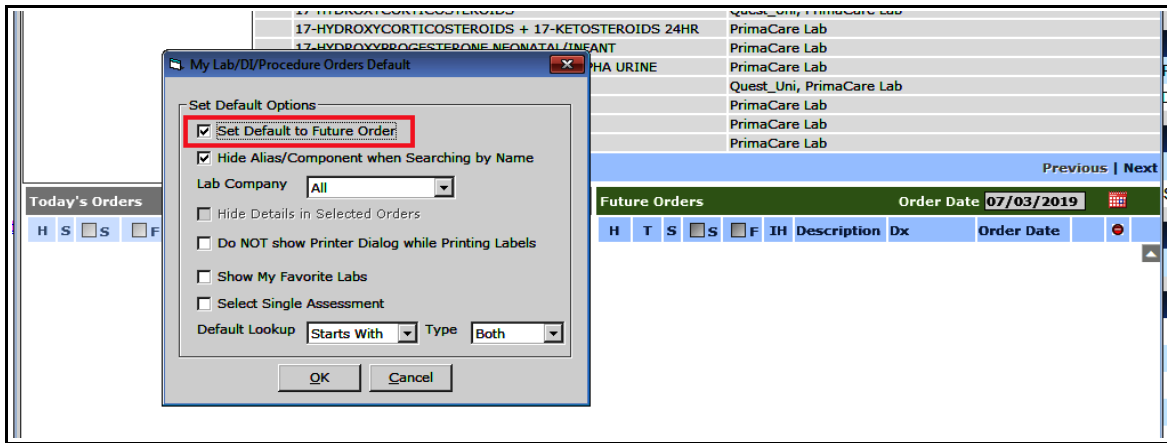 17-HYDROXYCORTICOSTEROIDS Quest_Uni, PrimaCare Lab
17-HYDROXYCORTICOSTEROIDS + 17-KETOSTEROIDS 24HR PrimaCare Lab
17-HYDROXYPROGESTERONE NEONATAL/INFANT PrimaCare Lab
PHA URINE PrimaCare Lab
Quest_Uni, PrimaCare Lab
PrimaCare Lab
PrimaCare Lab
PrimaCare Lab
Previous | Next
My Lab/DI/Procedure Orders Default
Set Default Options
Set Default to Future Order
Hide Alias/Component when Searching by Name
Lab Company All
Hide Details in Selected Orders
Do NOT show Printer Dialog while Printing Labels
Show My Favorite Labs
Select Single Assessment
Default Lookup Starts With Type Both
OK Cancel
Today's Orders
H S S F
Future Orders Order Date 07/03/2019
H T S S F IH Description Dx Order Date